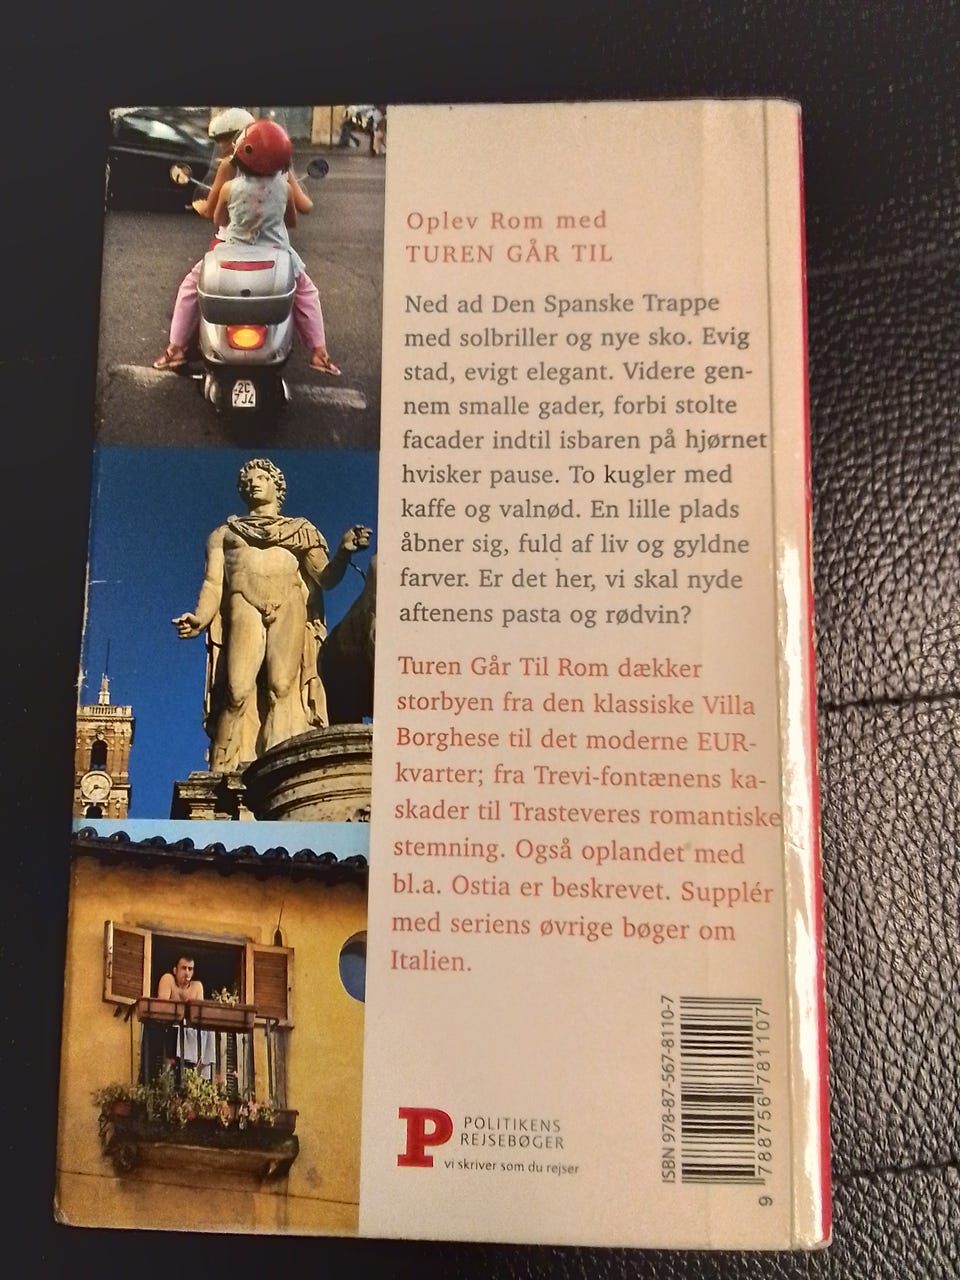 Oplev Rom med
TUREN GÅR TIL
Ned ad Den Spanske Trappe
med solbriller og nye sko. Evig
stad, evigt elegant. Videre gen-
nem smalle gader, forbi stolte
facader indtil isbaren på hjørnet
hvisker pause. To kugler med
kaffe og valnød. En lille plads
åbner sig, fuld af liv og gyldne
farver. Er det her, vi skal nyde
aftenens pasta og rødvin?
Turen Går Til Rom dækker
storbyen fra den klassiske Villa
Borghese til det moderne EUR-
kvarter; fra Trevi-fontænens ka-
skader til Trasteveres romantiske
stemning. Også oplandet med
bl.a. Ostia er beskrevet. Supplér
med seriens øvrige bøger om
Italien.
P POLITIKENS
REJSEBØGER
vi skriver som du rejser
ISBN 978-87-567-8110-7
9 788756 781107